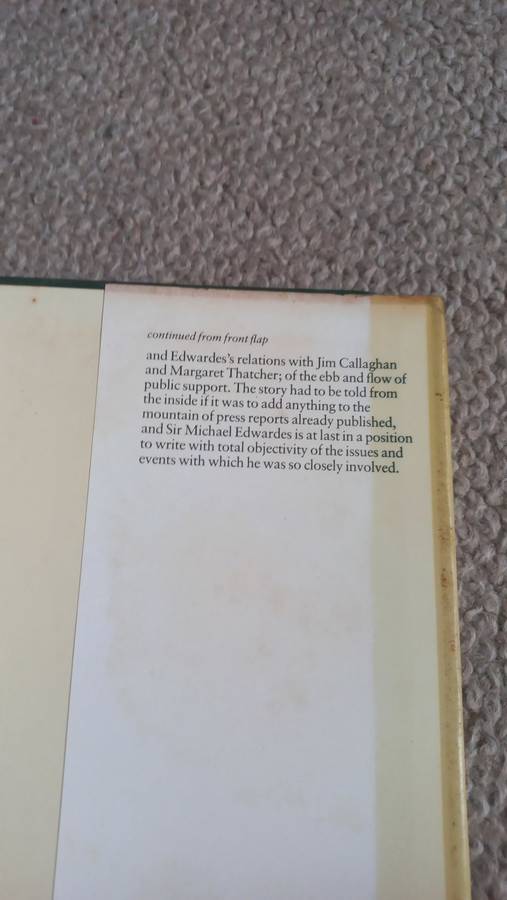 continued from front flap
and Edwardes's relations with Jim Callaghan
and Margaret Thatcher; of the ebb and flow of
public support. The story had to be told from
the inside if it was to add anything to the
mountain of press reports already published,
and Sir Michael Edwardes is at last in a position
to write with total objectivity of the issues and
events with which he was so closely involved.